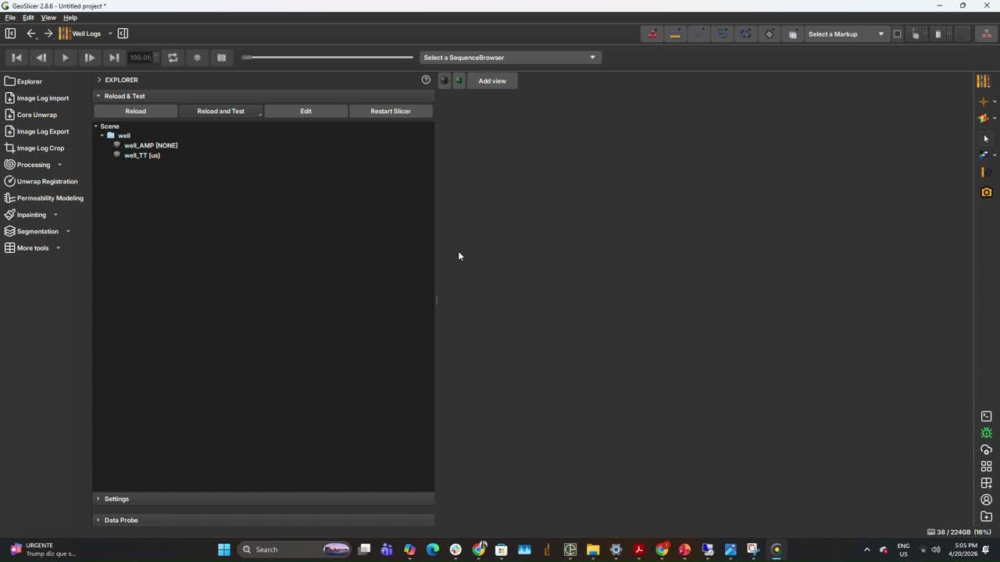 GeoSlicer 2.8.6 - Untitled project *
File Edit View Help
Well Logs
Select a Markup
100.0f
Select a SequenceBrowser
Explorer
Image Log Import
Core Unwrap
Image Log Export
Image Log Crop
Processing
Unwrap Registration
Permeability Modeling
Inpainting
Segmentation
More tools
EXPLORER
Reload & Test
Reload
Reload and Test
Edit
Restart Slicer
Scene
well
well_AMP [NONE]
well_TT [us]
Settings
Data Probe
Add view
38 / 224GB (16%)
URGENTE
Trump diz que s...
Search
ENG
US
5:05 PM
4/20/2026